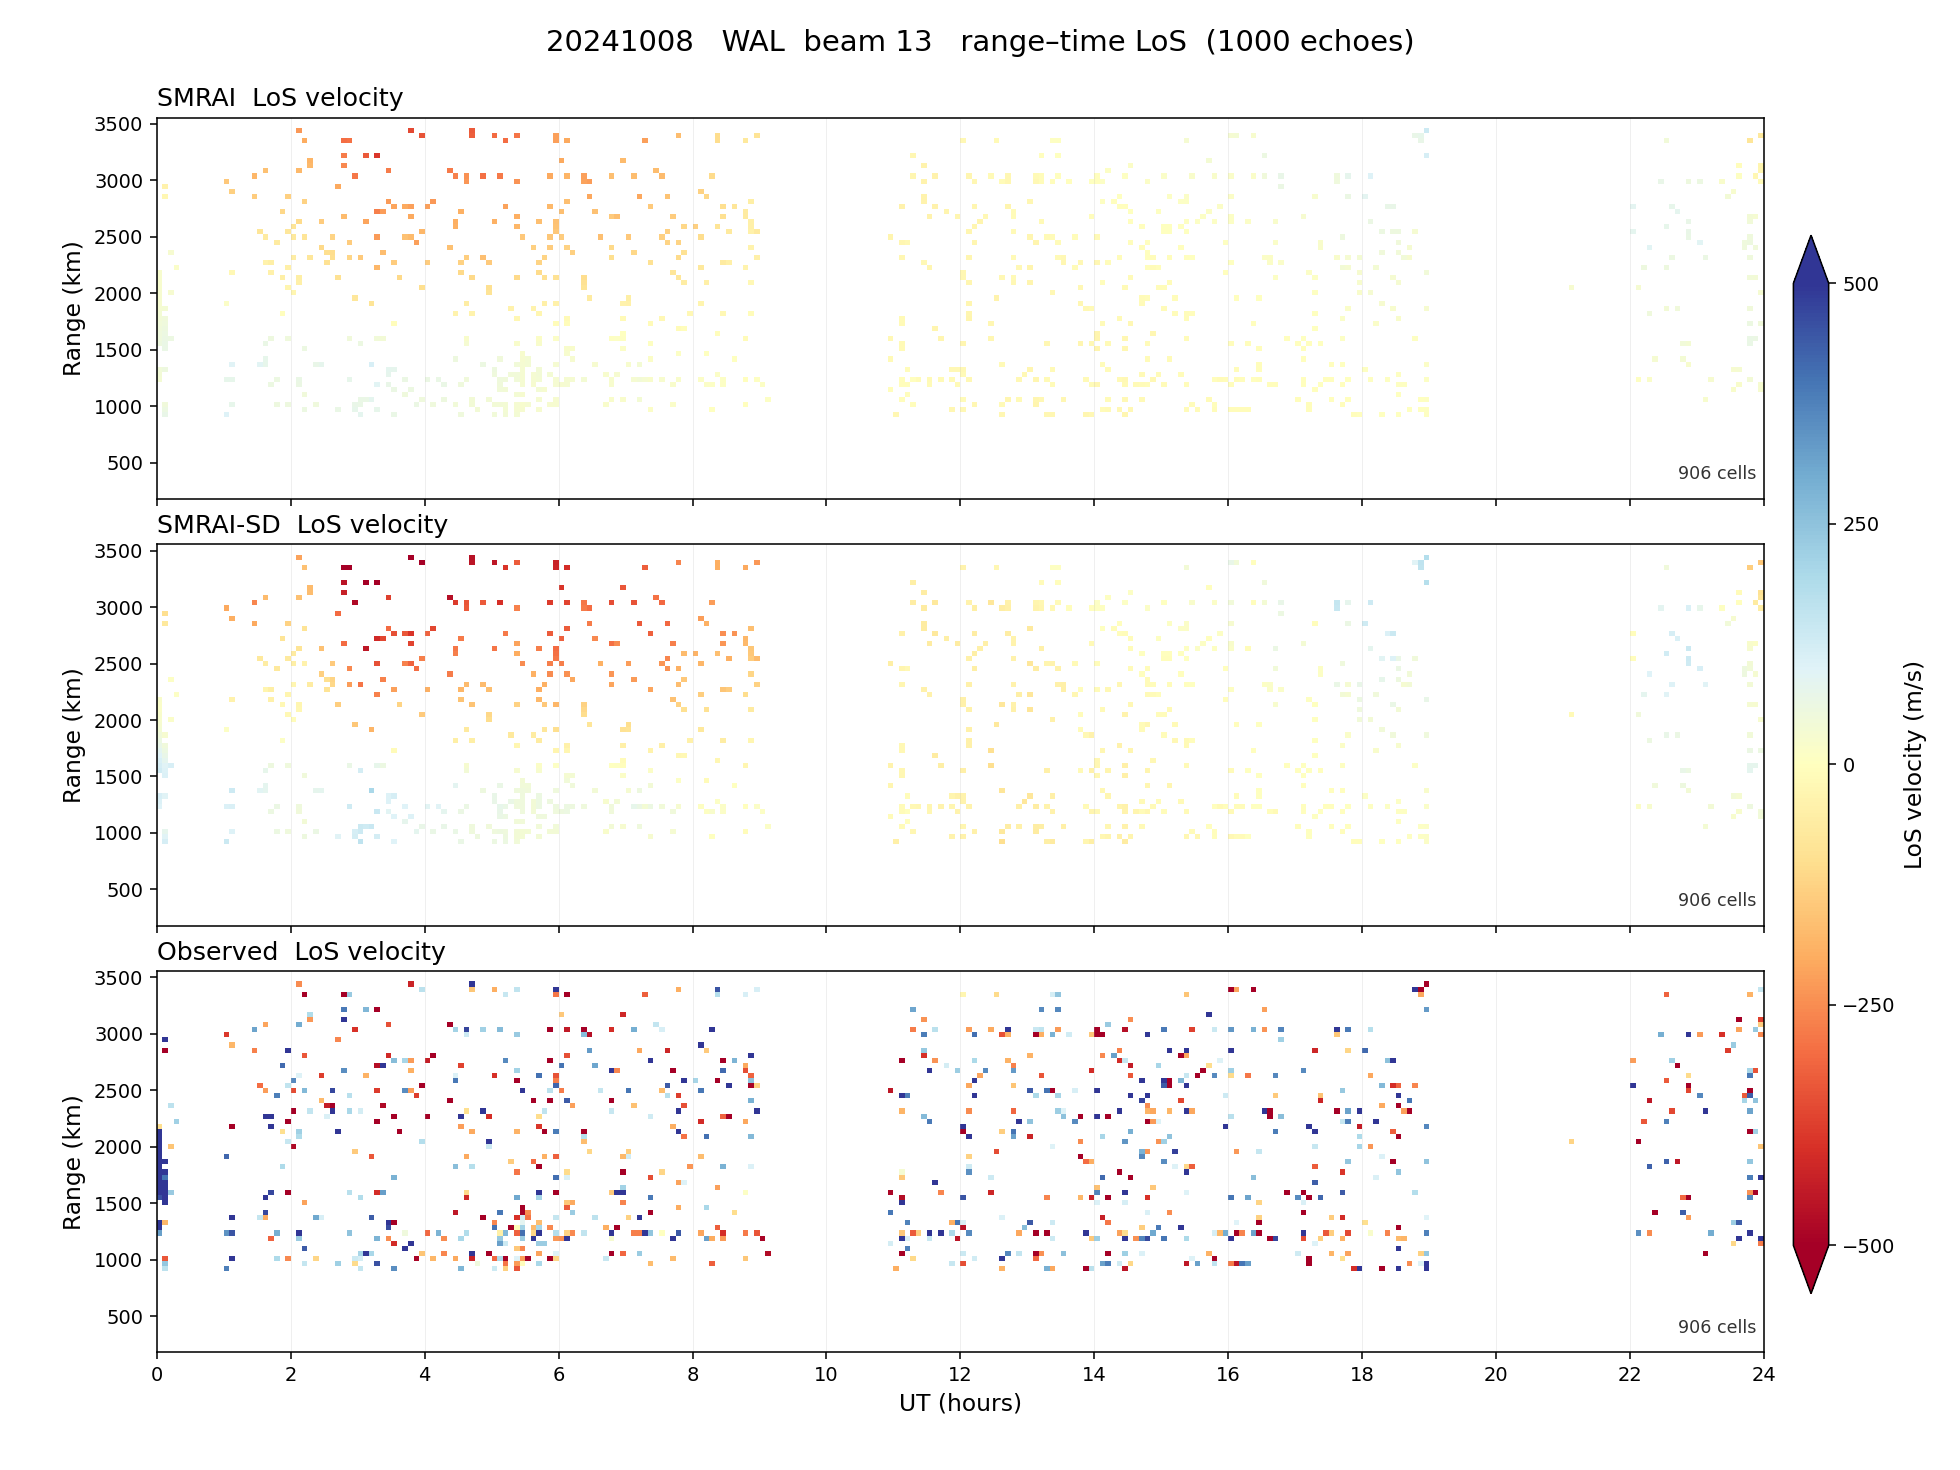 20241008   WAL  beam 13   range–time LoS  (1000 echoes)
SMRAI  LoS velocity
3500
3000
2500
2000
1500
1000
500
Range (km)
906 cells
SMRAI-SD  LoS velocity
3500
3000
2500
2000
1500
1000
500
Range (km)
906 cells
Observed  LoS velocity
3500
3000
2500
2000
1500
1000
500
Range (km)
906 cells
0 2 4 6 8 10 12 14 16 18 20 22 24
UT (hours)
500
250
0
−250
−500
LoS velocity (m/s)